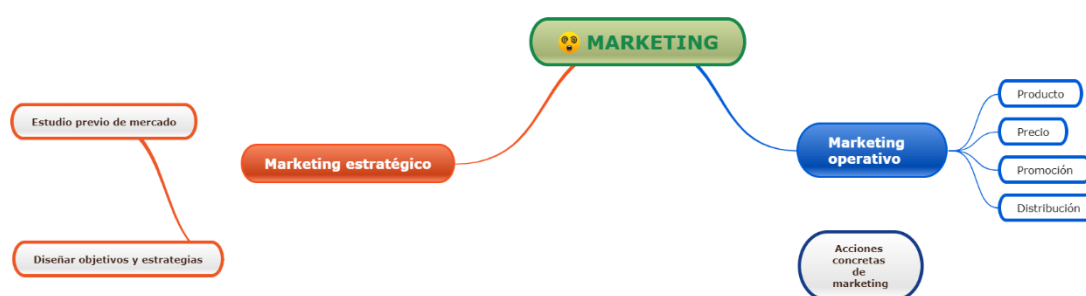 MARKETING
Estudio previo de mercado
Marketing estratégico
Diseñar objetivos y estrategias
Marketing
operativo
Producto
Precio
Promoción
Distribución
Acciones
concretas
de
marketing